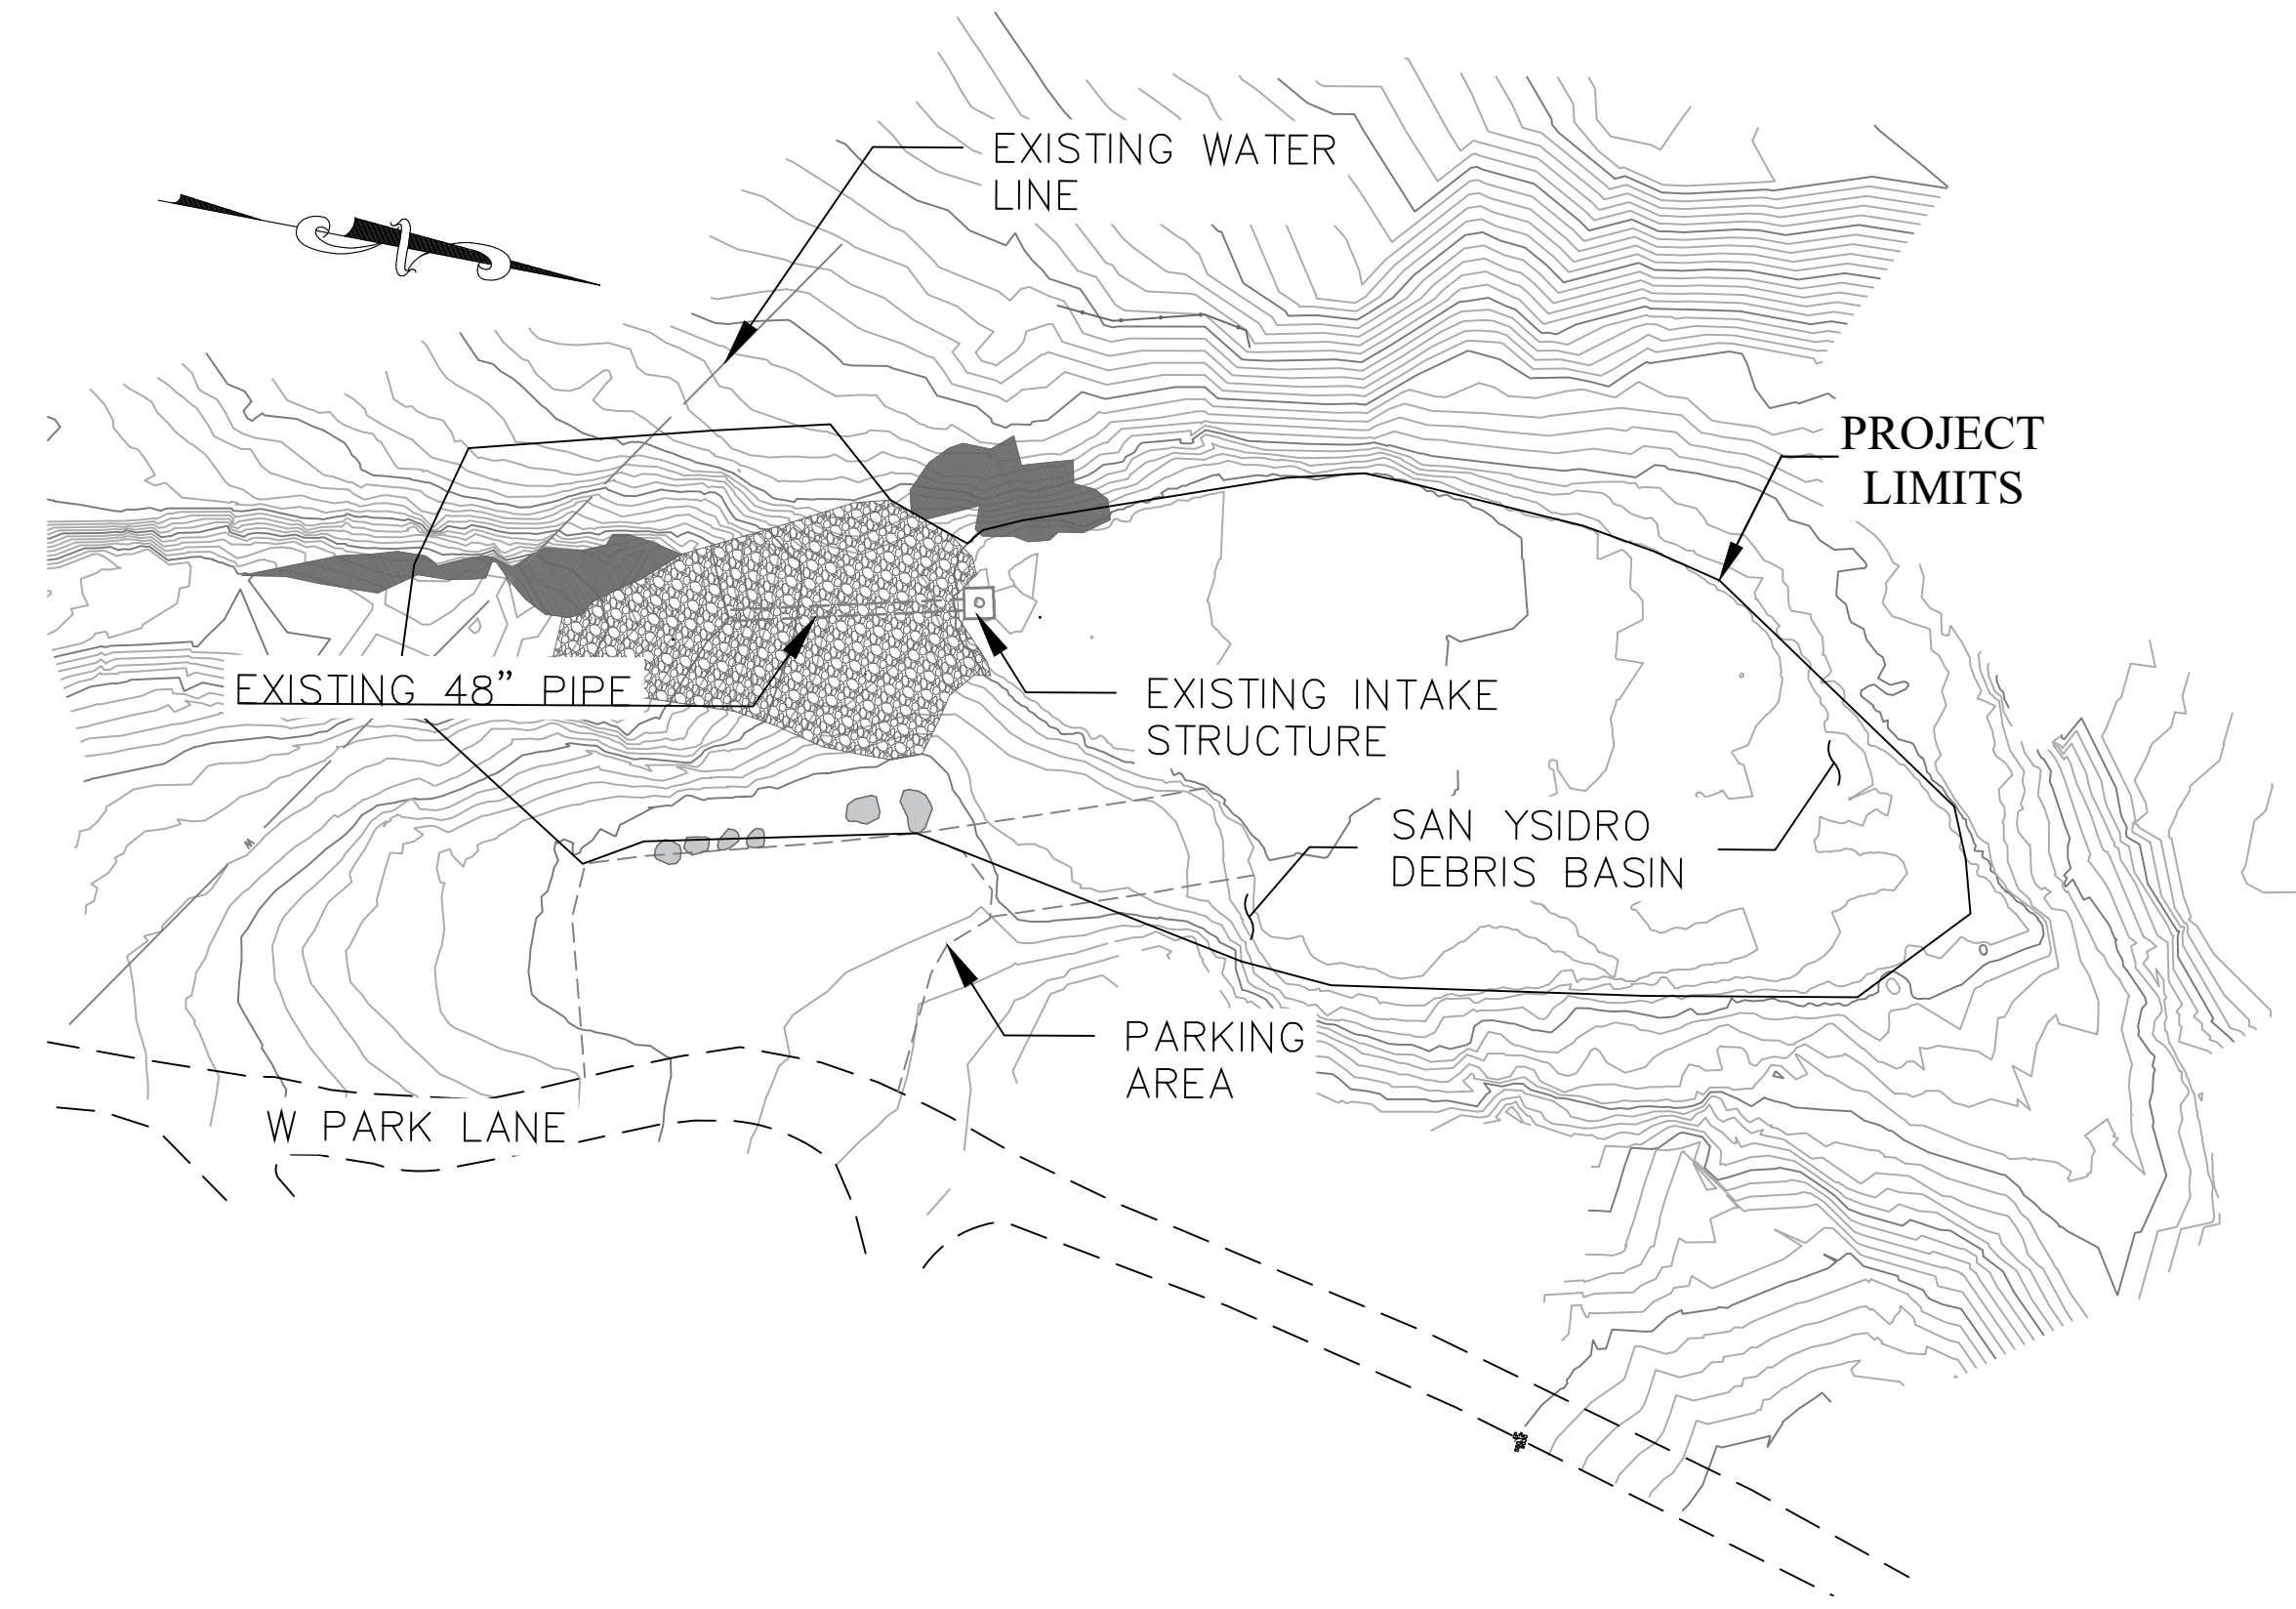 EXISTING WATER
LINE
PROJECT
LIMITS
EXISTING 48” PIPE
EXISTING INTAKE
STRUCTURE
SAN YSIDRO
DEBRIS BASIN
W
PARKING
AREA
W PARK LANE